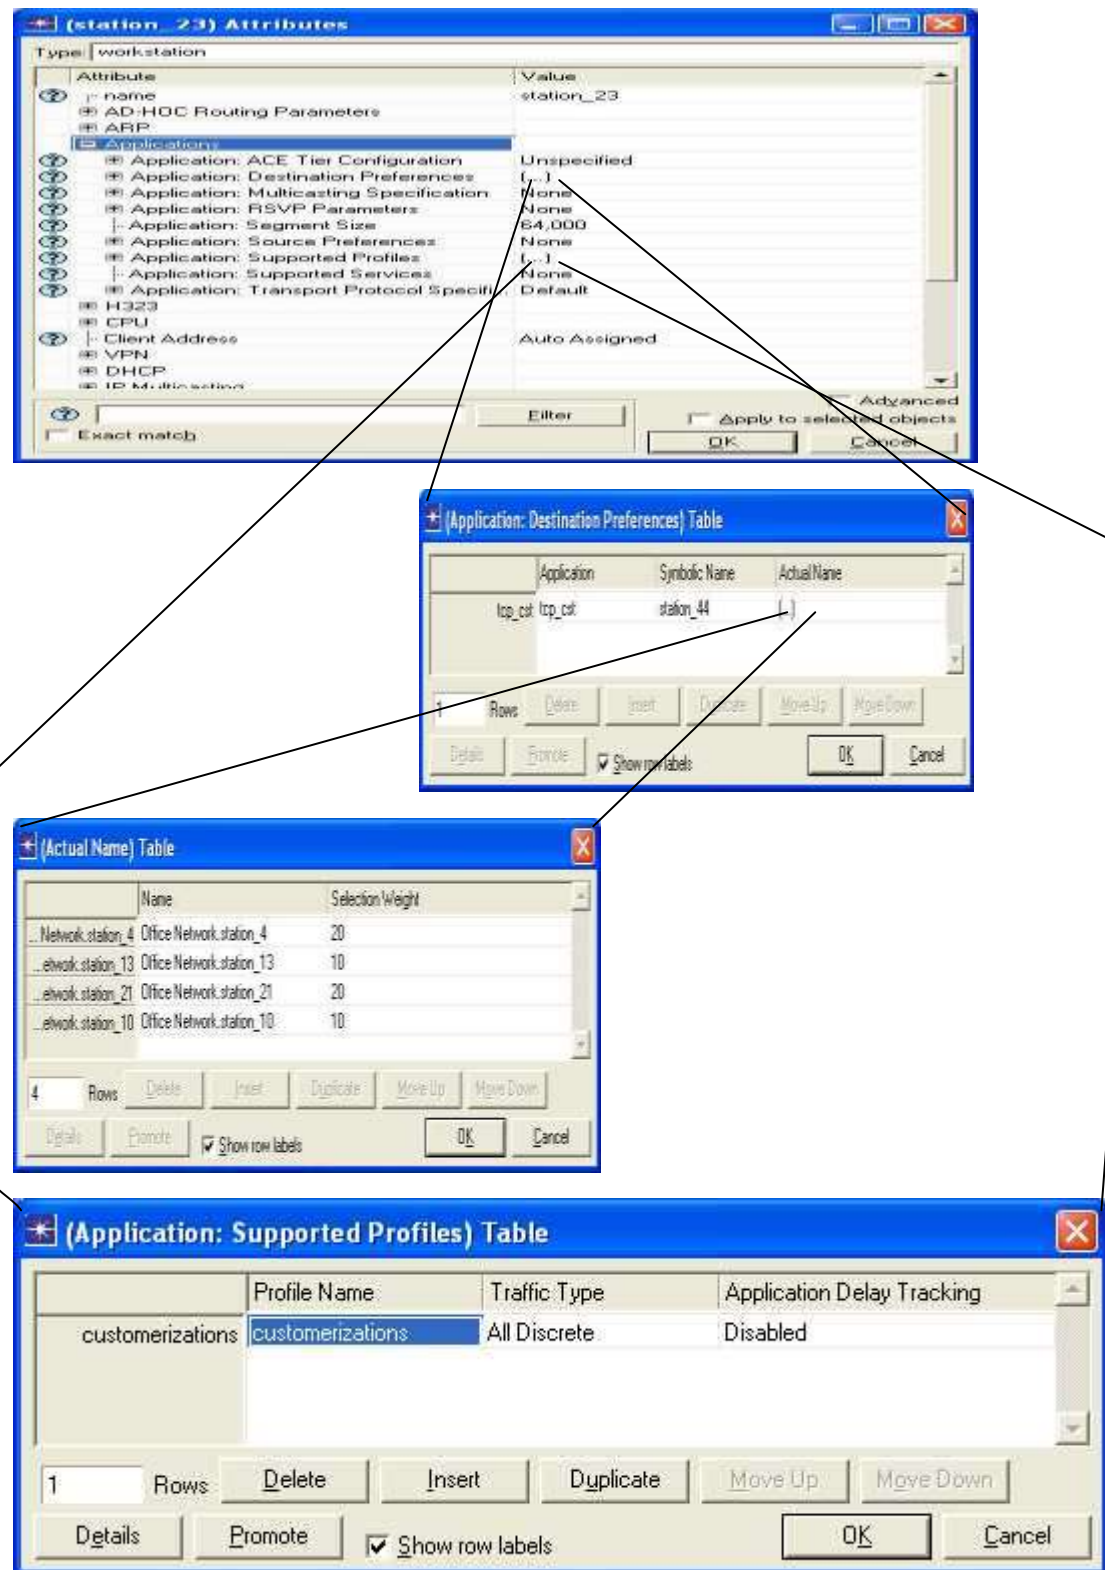 (station_23) Attributes
Type: workstation
Attribute Value
name station_23
AD-HOC Routing Parameters
ARP
Applications
Application: ACE Tier Configuration Unspecified
Application: Destination Preferences (...)
Application: Multicasting Specification None
Application: RSVP Parameters None
Application: Segment Size 64,000
Application: Source Preferences None
Application: Supported Profiles (...)
Application: Supported Services None
Application: Transport Protocol Specifi... Default
H323
CPU
Client Address Auto Assigned
VPN
DHCP
IP Multicasting
Advanced
Filter Apply to selected objects
Exact match OK Cancel
(Application: Destination Preferences) Table
Application Symbolic Name Actual Name
tcp_cst tcp_cst station_44 (...)
1 Rows Delete Insert Duplicate Move Up Move Down
Details Promote Show row labels OK Cancel
(Actual Name) Table
Name Selection Weight
... Network.station_4 Office Network.station_4 20
...etwork.station_13 Office Network.station_13 10
...etwork.station_21 Office Network.station_21 20
...etwork.station_10 Office Network.station_10 10
4 Rows Delete Insert Duplicate Move Up Move Down
Details Promote Show row labels OK Cancel
(Application: Supported Profiles) Table
Profile Name Traffic Type Application Delay Tracking
customerizations customerizations All Discrete Disabled
1 Rows Delete Insert Duplicate Move Up Move Down
Details Promote Show row labels OK Cancel